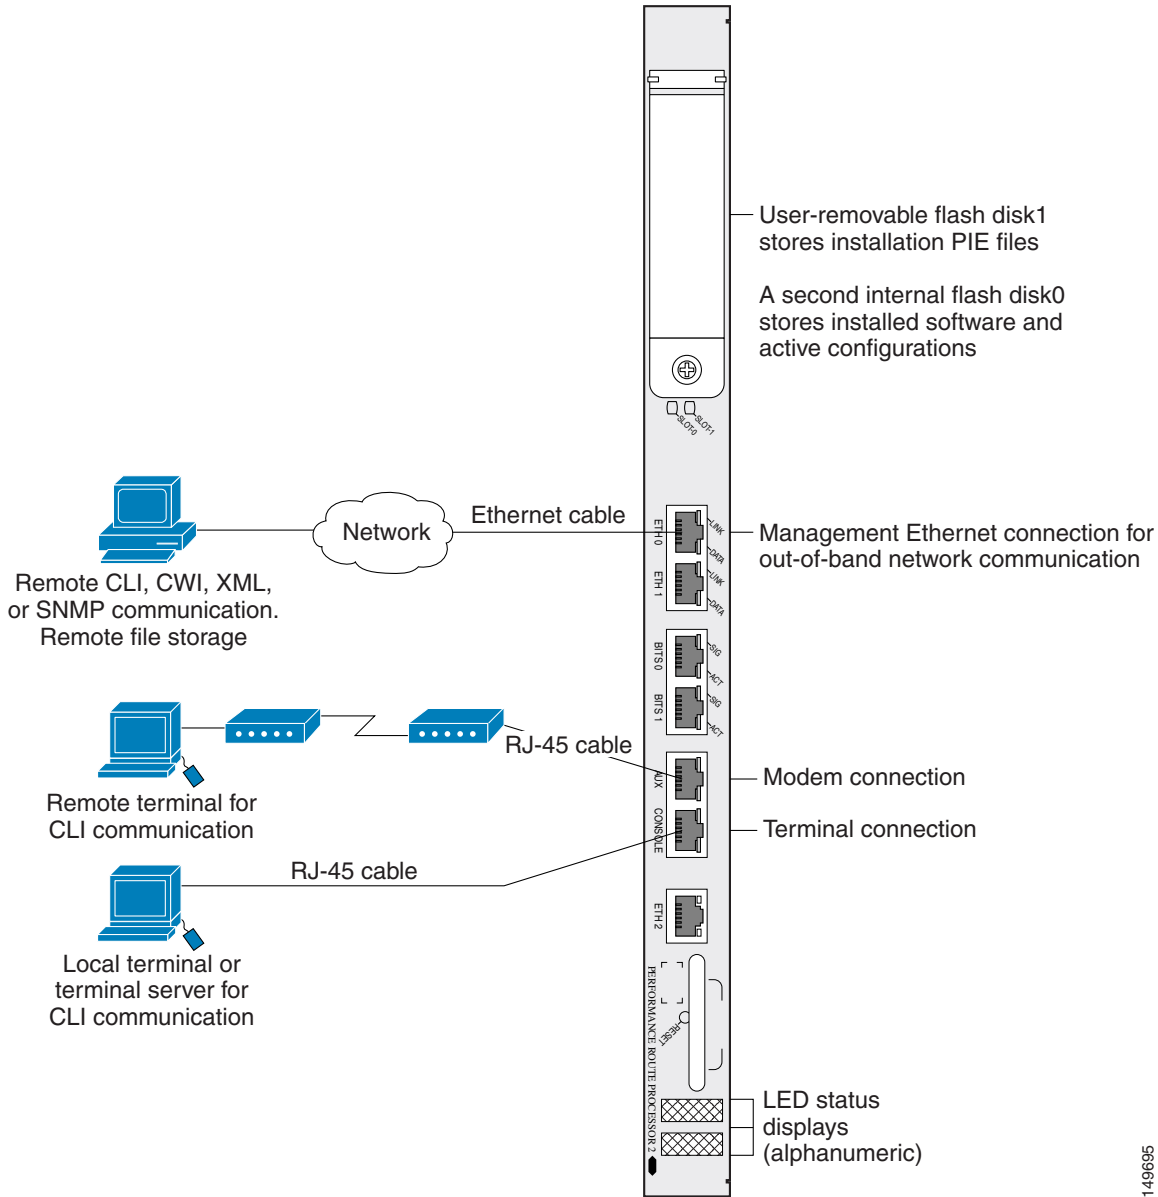 User-removable flash disk1
stores installation PIE files
A second internal flash disk0
stores installed software and
active configurations
SLOT-0
SLOT-1
Network
Ethernet cable
ETH 0
LINK
DATA
Management Ethernet connection for
out-of-band network communication
ETH 1
LINK
DATA
Remote CLI, CWI, XML,
or SNMP communication.
Remote file storage
BITS 0
SIG
ACT
BITS 1
SIG
ACT
RJ-45 cable
AUX
Modem connection
Remote terminal for
CLI communication
CONSOLE
Terminal connection
RJ-45 cable
ETH 2
Local terminal or
terminal server for
CLI communication
RESET
PERFORMANCE ROUTE PROCESSOR 2
LED status
displays
(alphanumeric)
149695